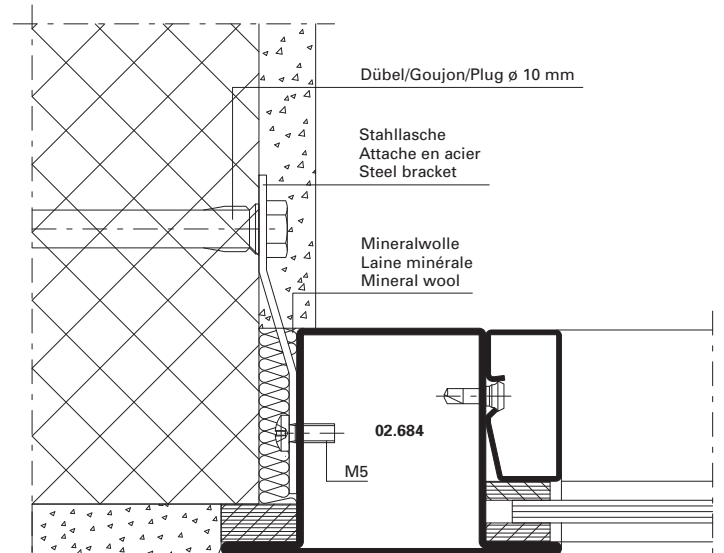 Dübel/Goujon/Plug ø 10 mm
Stahllasche
Attache en acier
Steel bracket
Mineralwolle
Laine minérale
Mineral wool
02.684
M5